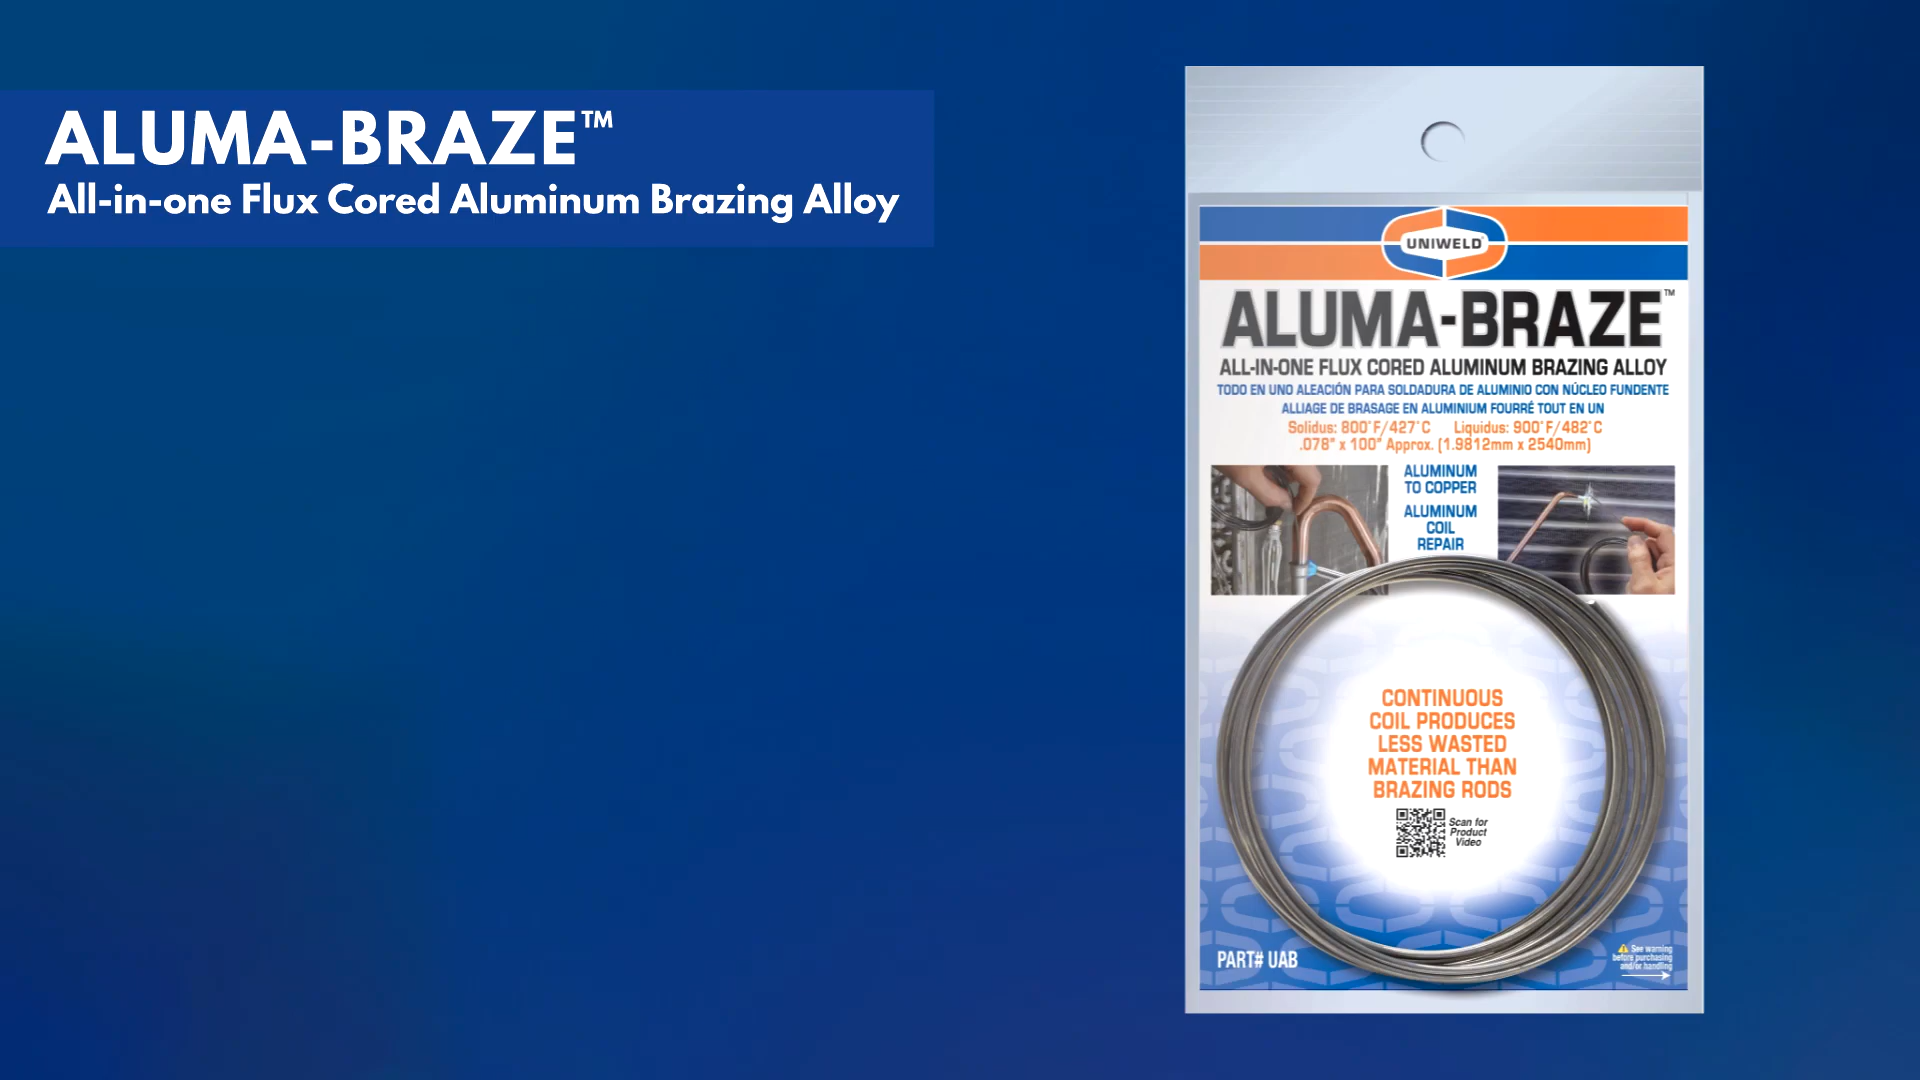 ALUMA-BRAZE™
All-in-one Flux Cored Aluminum Brazing Alloy
UNIWELD®
ALUMA-BRAZE™
ALL-IN-ONE FLUX CORED ALUMINUM BRAZING ALLOY
TODO EN UNO ALEACIÓN PARA SOLDADURA DE ALUMINIO CON NÚCLEO FUNDENTE
ALLIAGE DE BRASAGE EN ALUMINIUM FOURRÉ TOUT EN UN
Solidus: 800°F/427°C Liquidus: 900°F/482°C
.078" x 100" Approx. (1.9812mm x 2540mm)
ALUMINUM
TO COPPER
ALUMINUM
COIL
REPAIR
CONTINUOUS
COIL PRODUCES
LESS WASTED
MATERIAL THAN
BRAZING RODS
Scan for
Product
Video
PART# UAB
See warning
before purchasing
and/or handling